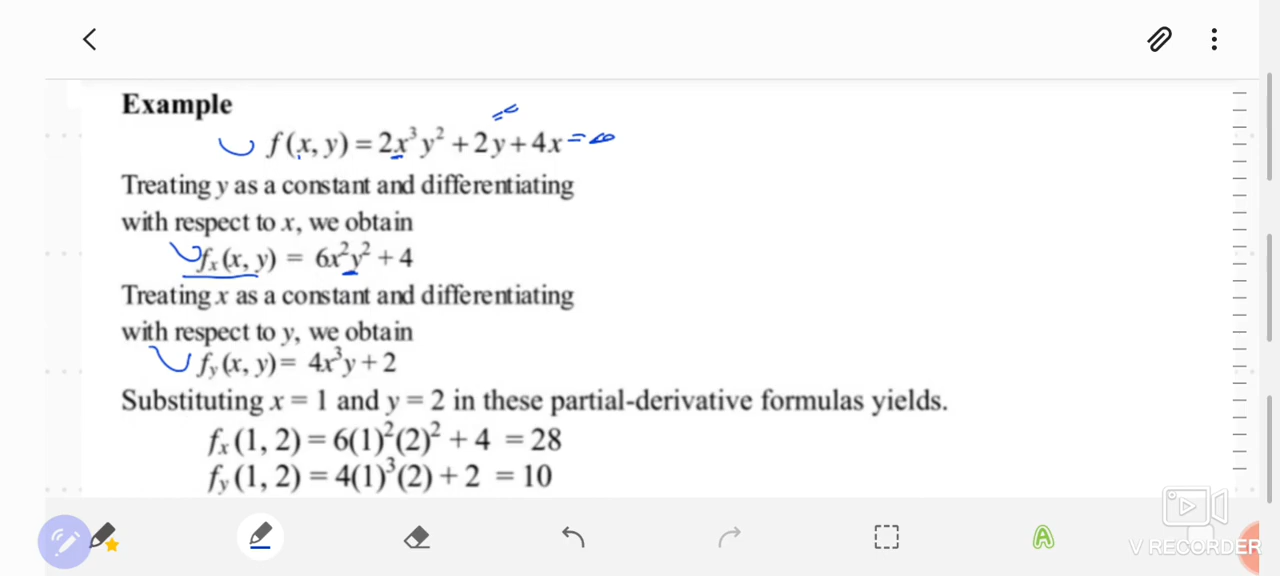 Example
f(x, y) = 2x³y² + 2y + 4x
Treating y as a constant and differentiating
with respect to x, we obtain
fₓ(x, y) = 6x²y² + 4
Treating x as a constant and differentiating
with respect to y, we obtain
f_y(x, y) = 4x³y + 2
Substituting x = 1 and y = 2 in these partial-derivative formulas yields.
fₓ(1, 2) = 6(1)²(2)² + 4 = 28
f_y(1, 2) = 4(1)³(2) + 2 = 10
A
V RECORDER